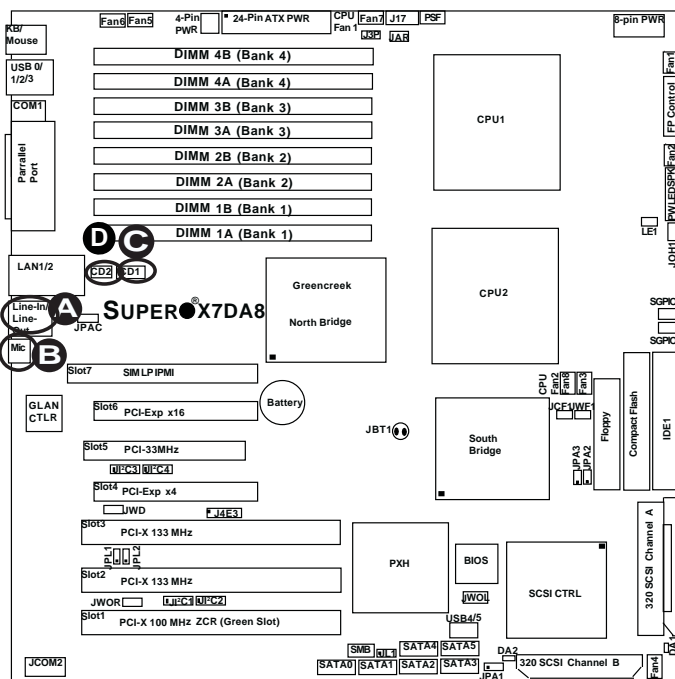 KB/
Mouse
Fan6 Fan5
4-Pin
PWR
24-Pin ATX PWR
CPU
Fan 1
Fan7 J17 PSF
J3P JAR
8-pin PWR
USB 0/
1/2/3
COM1
Parrallel
Port
DIMM 4B (Bank 4)
DIMM 4A (Bank 4)
DIMM 3B (Bank 3)
DIMM 3A (Bank 3)
DIMM 2B (Bank 2)
DIMM 2A (Bank 2)
DIMM 1B (Bank 1)
DIMM 1A (Bank 1)
CPU1
Fan1
FP Control
Fan2
PWLEDSPK
LE1
JOH1
D C
LAN1/2
CD2 CD1
Line-In/
Line-
Out
A
JPAC
SUPER®X7DA8
Mic
B
Greencreek
North Bridge
CPU2
SGPIO
SGPIO
Slot7 SIMLP IPMI
GLAN
CTLR
Slot6 PCI-Exp x16
Battery
CPU
Fan2
Fan8
Fan3
JCF1 JWF1
Floppy
Compact Flash
IDE1
JBT1
South
Bridge
JPA3
JPA2
Slot5 PCI-33MHz
JI²C3 JI²C4
Slot4 PCI-Exp x4
JWD J4E3
Slot3 PCI-X 133 MHz
JPL1
JPL2
Slot2 PCI-X 133 MHz
JWOR JI²C1 JI²C2
Slot1 PCI-X 100 MHz ZCR (Green Slot)
PXH
BIOS
JWOL
USB4/5
SCSI CTRL
320 SCSI Channel A
DA1
JCOM2
SMB JL1 SATA4 SATA5
SATA0 SATA1 SATA2 SATA3
DA2
JPA1
320 SCSI Channel B
Fan4